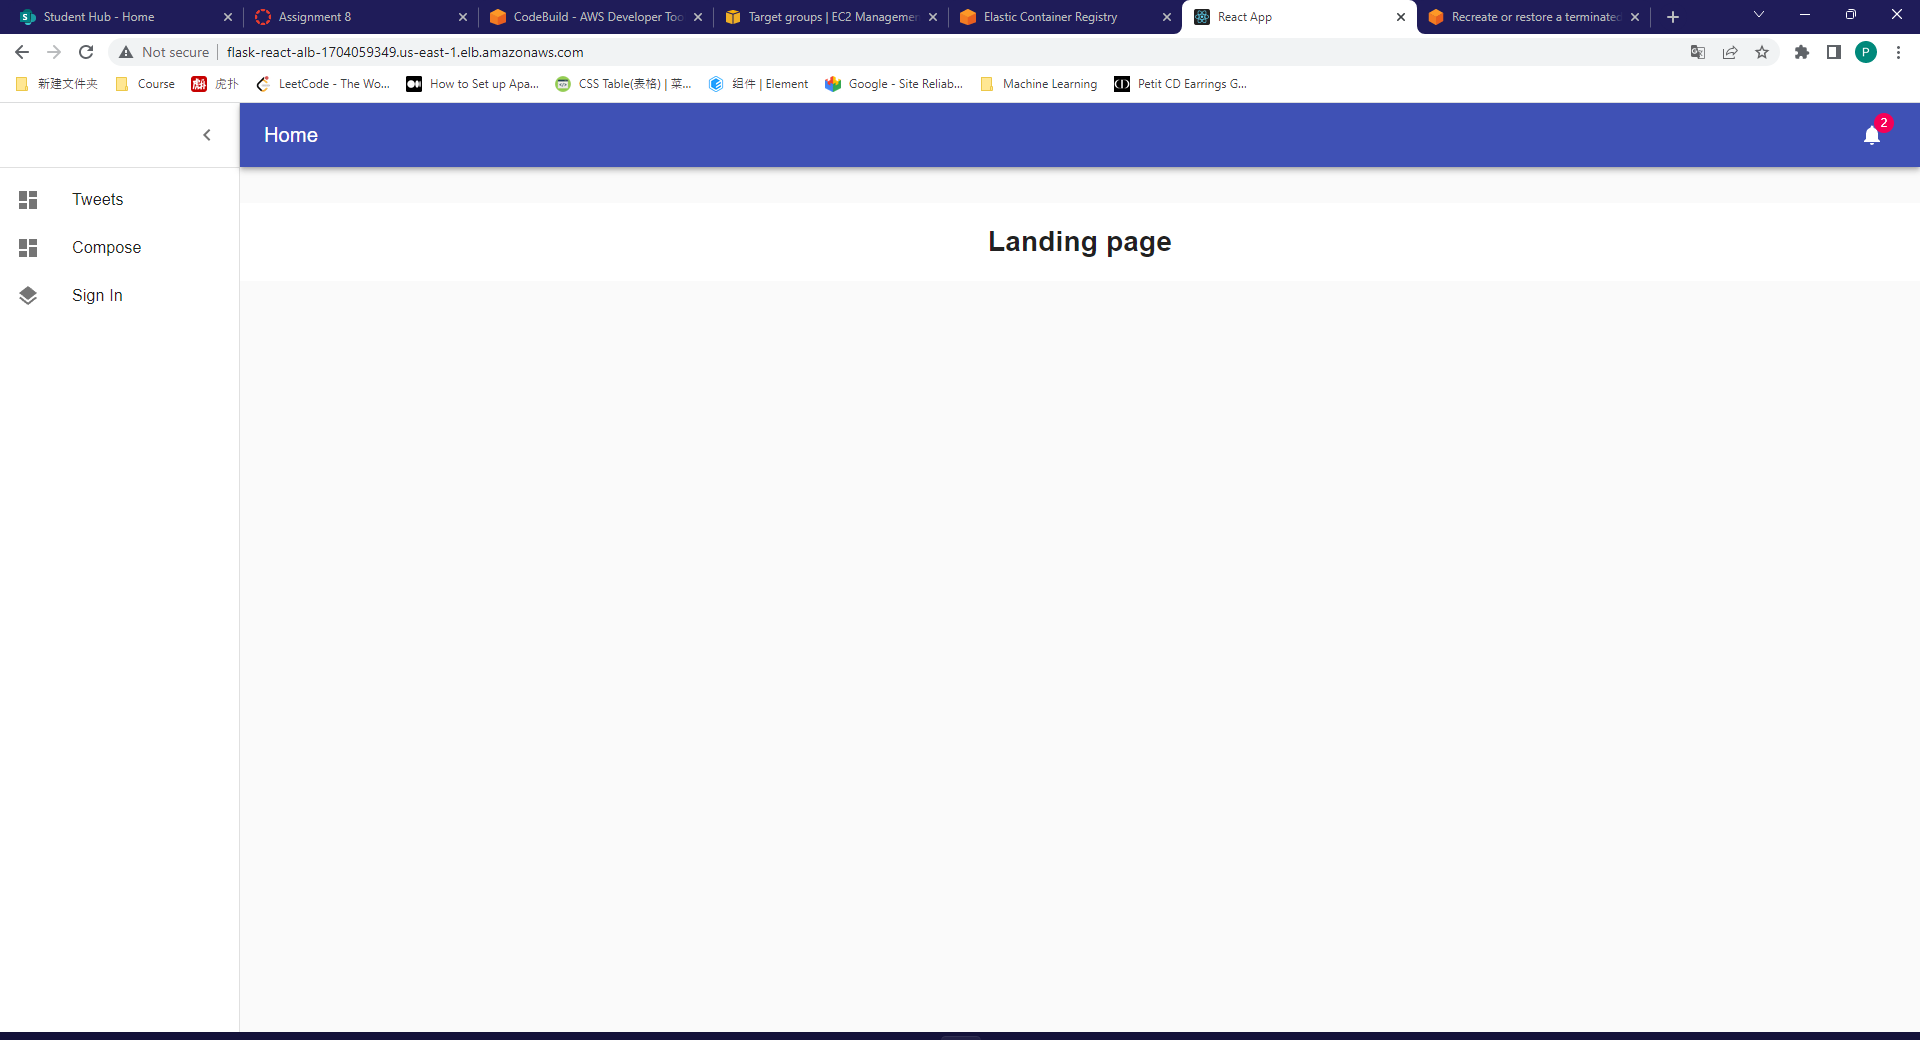 Student Hub - Home
Assignment 8
CodeBuild - AWS Developer Too
Target groups | EC2 Managemen
Elastic Container Registry
React App
Recreate or restore a terminated
Not secure
flask-react-alb-1704059349.us-east-1.elb.amazonaws.com
P
新建文件夹
Course
虎扑
LeetCode - The Wo...
How to Set up Apa...
CSS Table(表格) | 菜...
组件 | Element
Google - Site Reliab...
Machine Learning
Petit CD Earrings G...
Home
2
Tweets
Compose
Sign In
Landing page